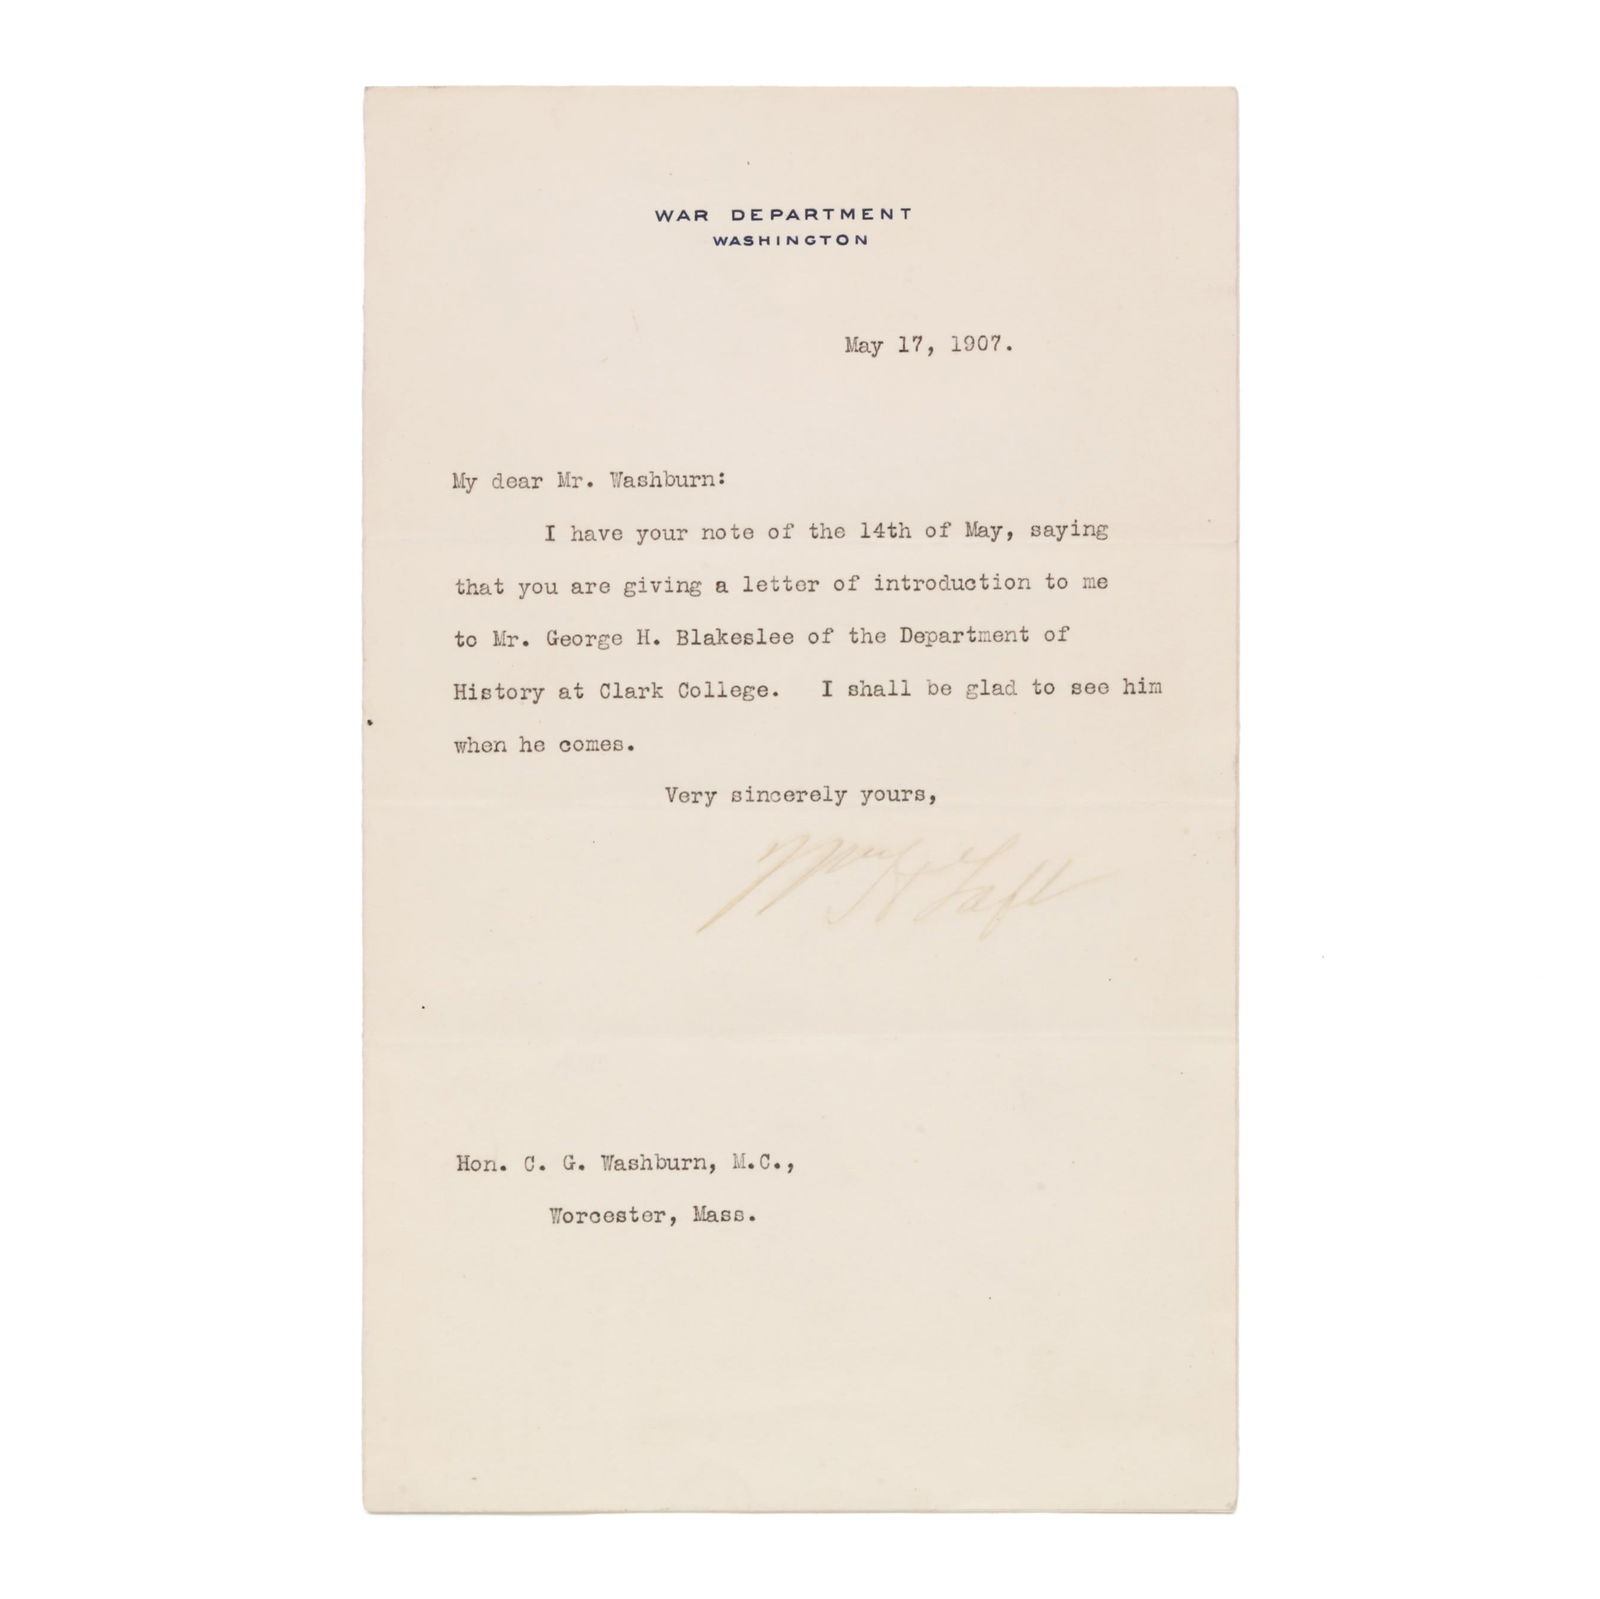 WAR DEPARTMENT
WASHINGTON
May 17, 1907.
My dear Mr. Washburn:
I have your note of the 14th of May, saying
that you are giving a letter of introduction to me
to Mr. George H. Blakeslee of the Department of
History at Clark College. I shall be glad to see him
when he comes.
Very sincerely yours,
Wm H Taft
Hon. C. G. Washburn, M.C.,
Worcester, Mass.